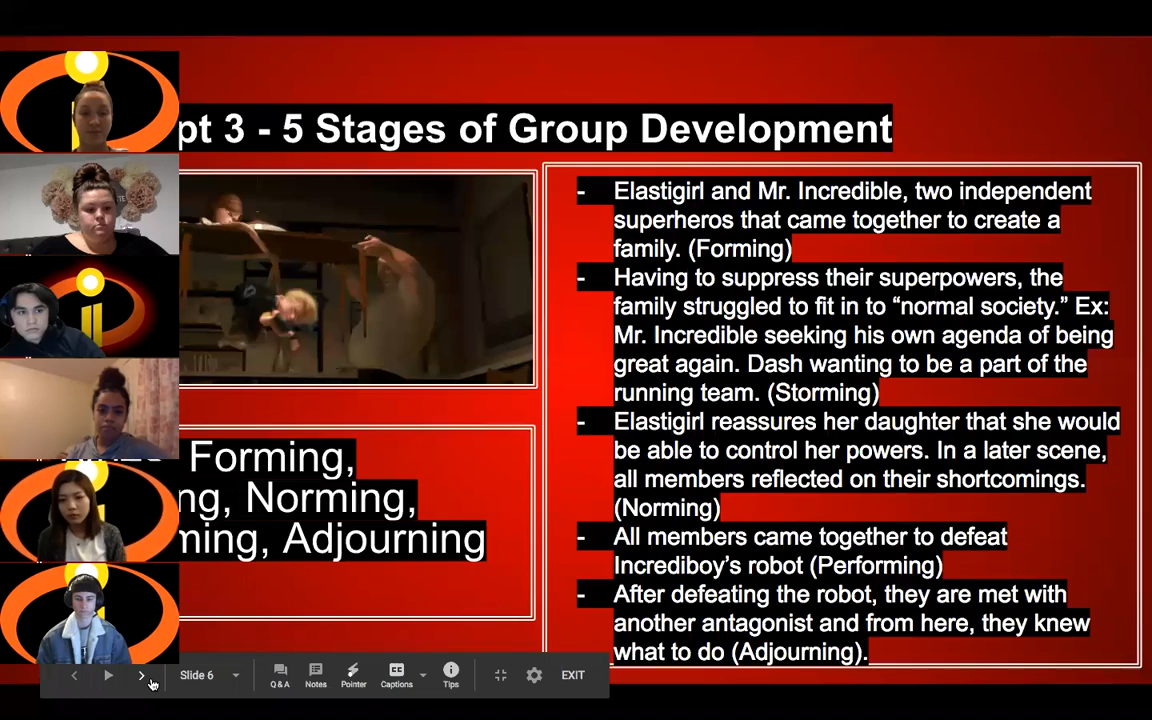 pt 3 - 5 Stages of Group Development
- Elastigirl and Mr. Incredible, two independent
superheros that came together to create a
family. (Forming)
- Having to suppress their superpowers, the
family struggled to fit in to “normal society.” Ex:
Mr. Incredible seeking his own agenda of being
great again. Dash wanting to be a part of the
running team. (Storming)
- Elastigirl reassures her daughter that she would
be able to control her powers. In a later scene,
all members reflected on their shortcomings.
(Norming)
- All members came together to defeat
Incrediboy’s robot (Performing)
- After defeating the robot, they are met with
another antagonist and from here, they knew
what to do (Adjourning).
Forming,
ng, Norming,
ming, Adjourning
Slide 6
Q&A
Notes
Pointer
Captions
Tips
EXIT